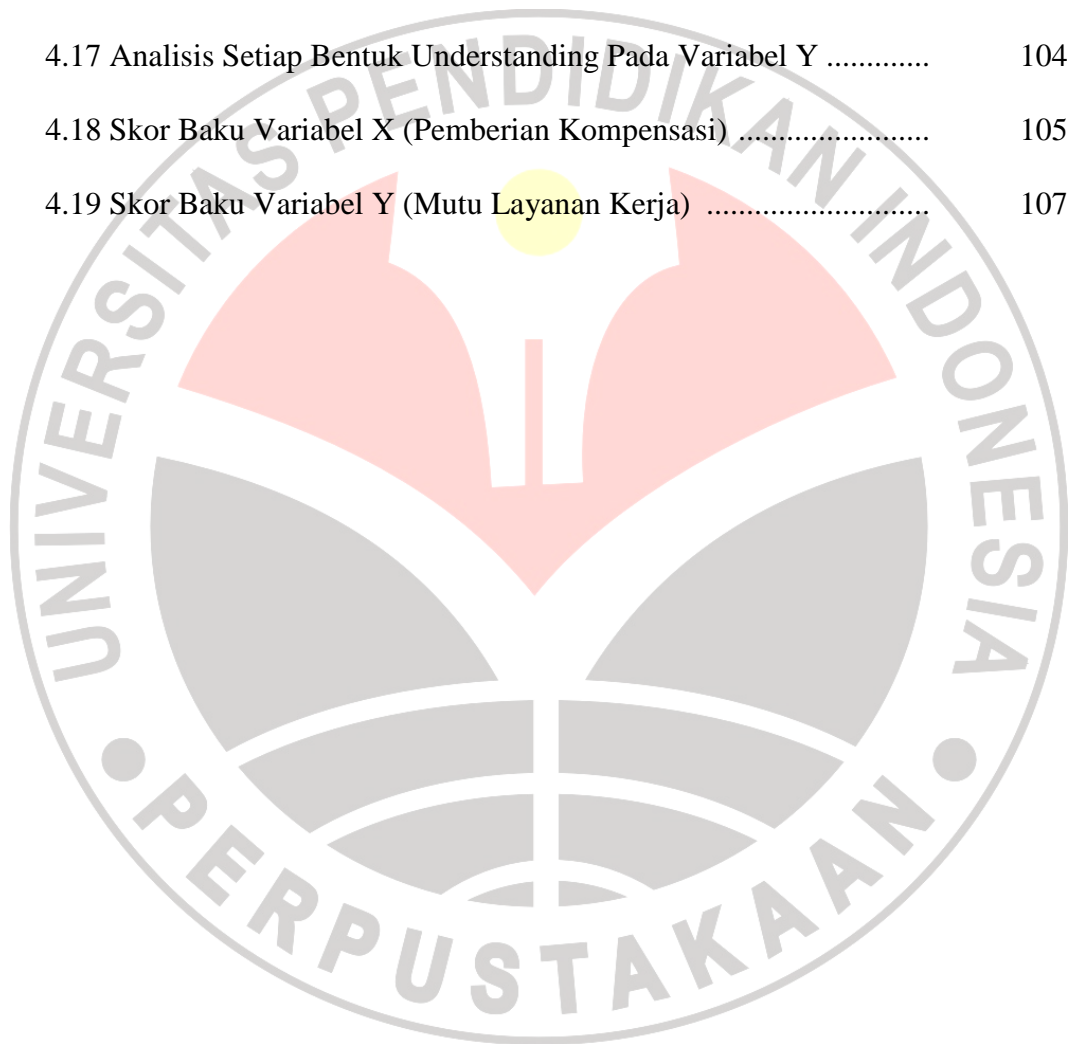 4.17 Analisis Setiap Bentuk Understanding Pada Variabel Y ............. 104
4.18 Skor Baku Variabel X (Pemberian Kompensasi) ........................ 105
4.19 Skor Baku Variabel Y (Mutu Layanan Kerja) ............................ 107
UNIVERSITAS PENDIDIKAN INDONESIA
PERPUSTAKAAN